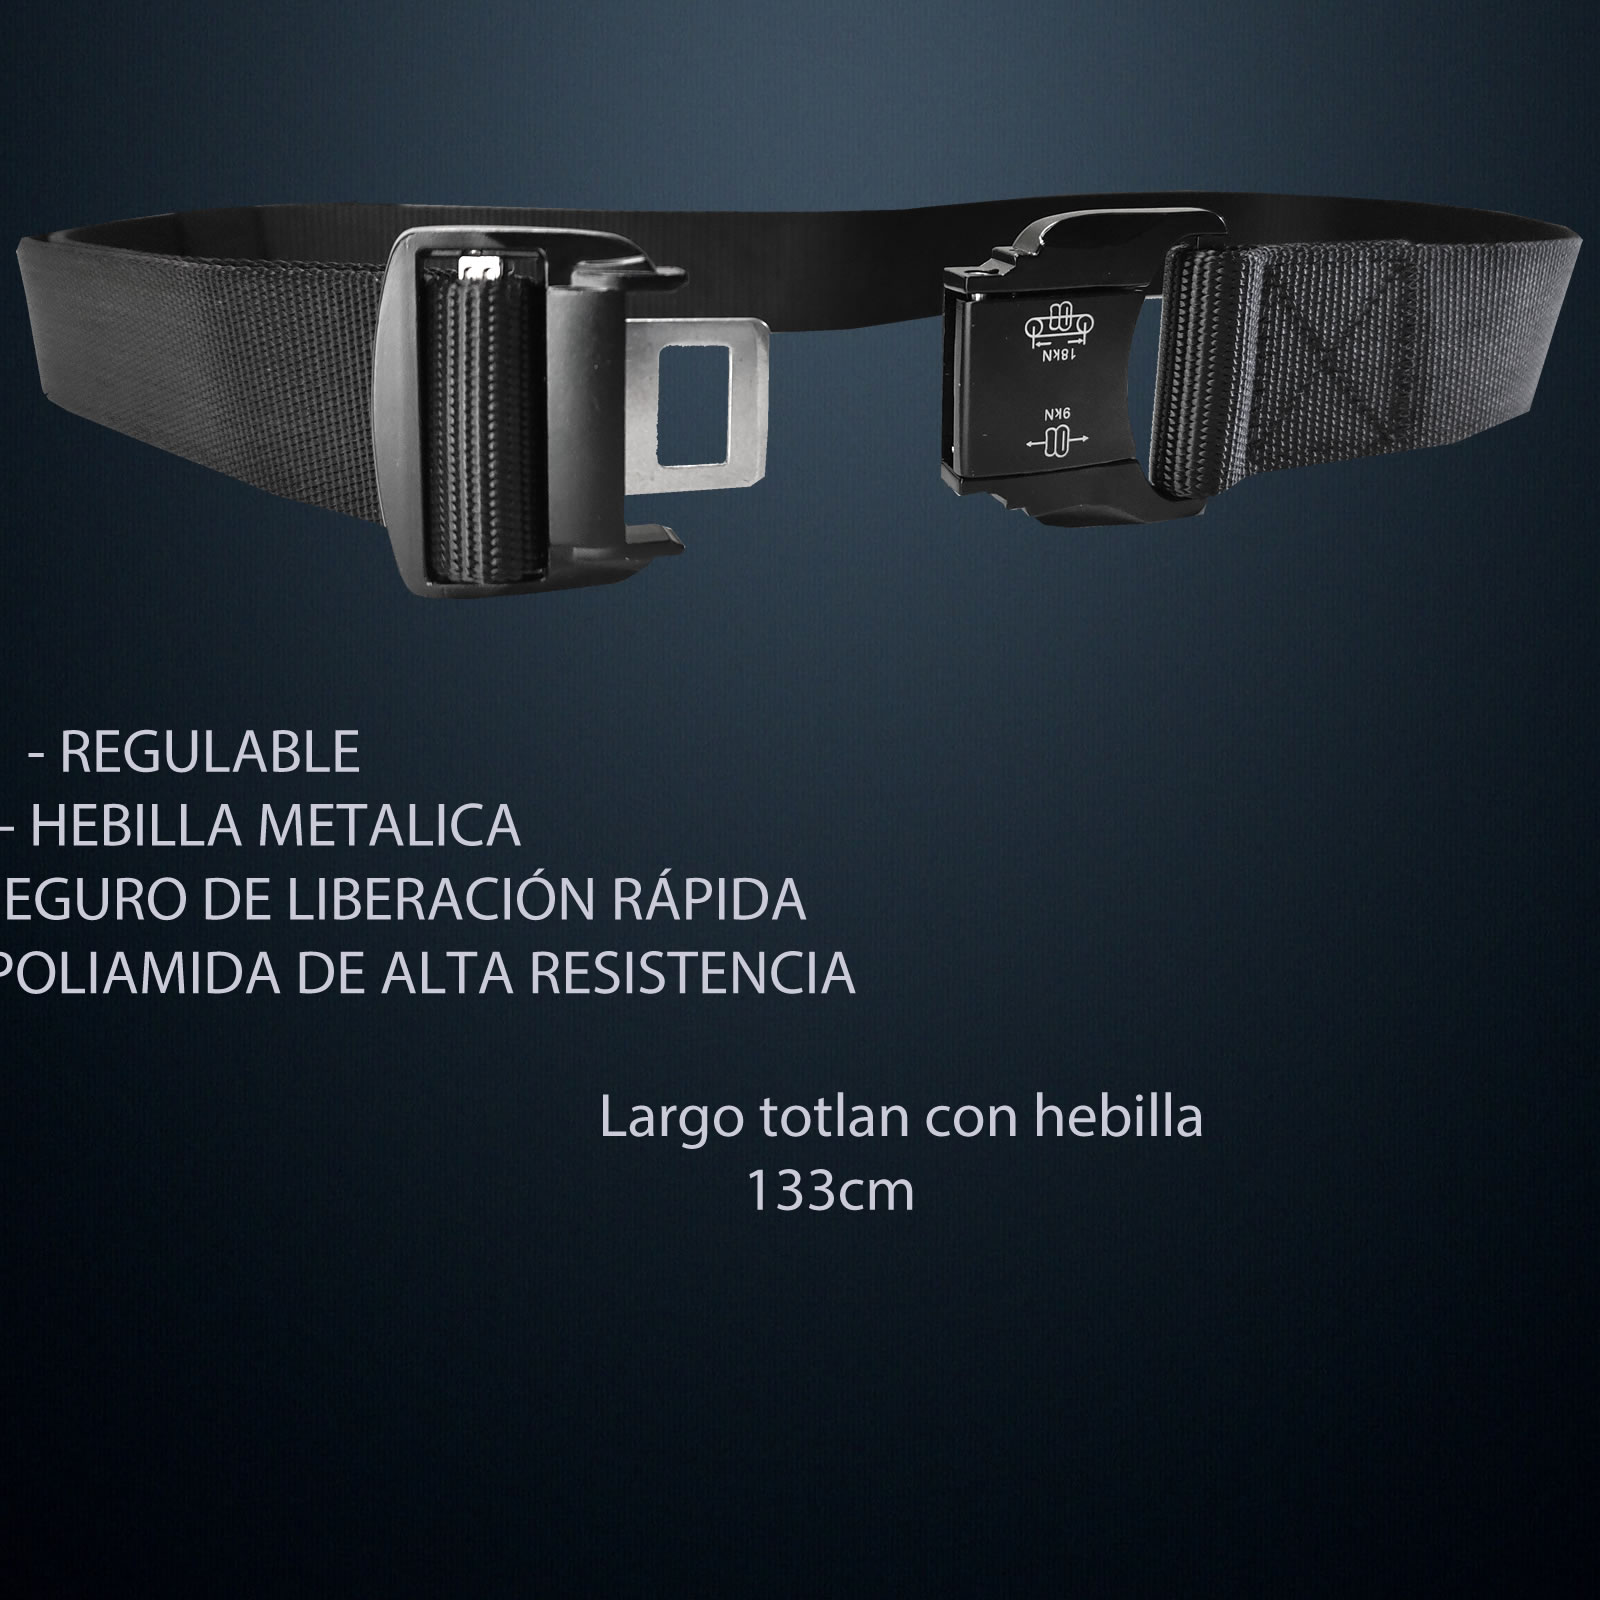 18kN
9kN
- REGULABLE
- HEBILLA METALICA
EGURO DE LIBERACIÓN RÁPIDA
POLIAMIDA DE ALTA RESISTENCIA
Largo totlan con hebilla
133cm